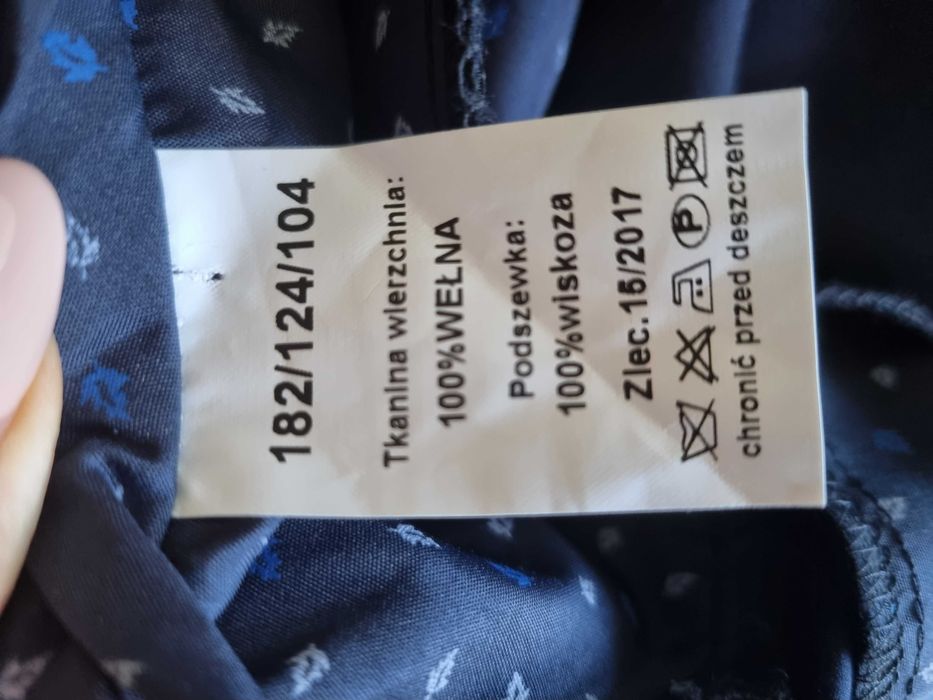 182/124/104
Tkanina wierzchnia:
100%WEŁNA
Podszewka:
100%wiskoza
Zlec.15/2017
P
chronić przed deszczem